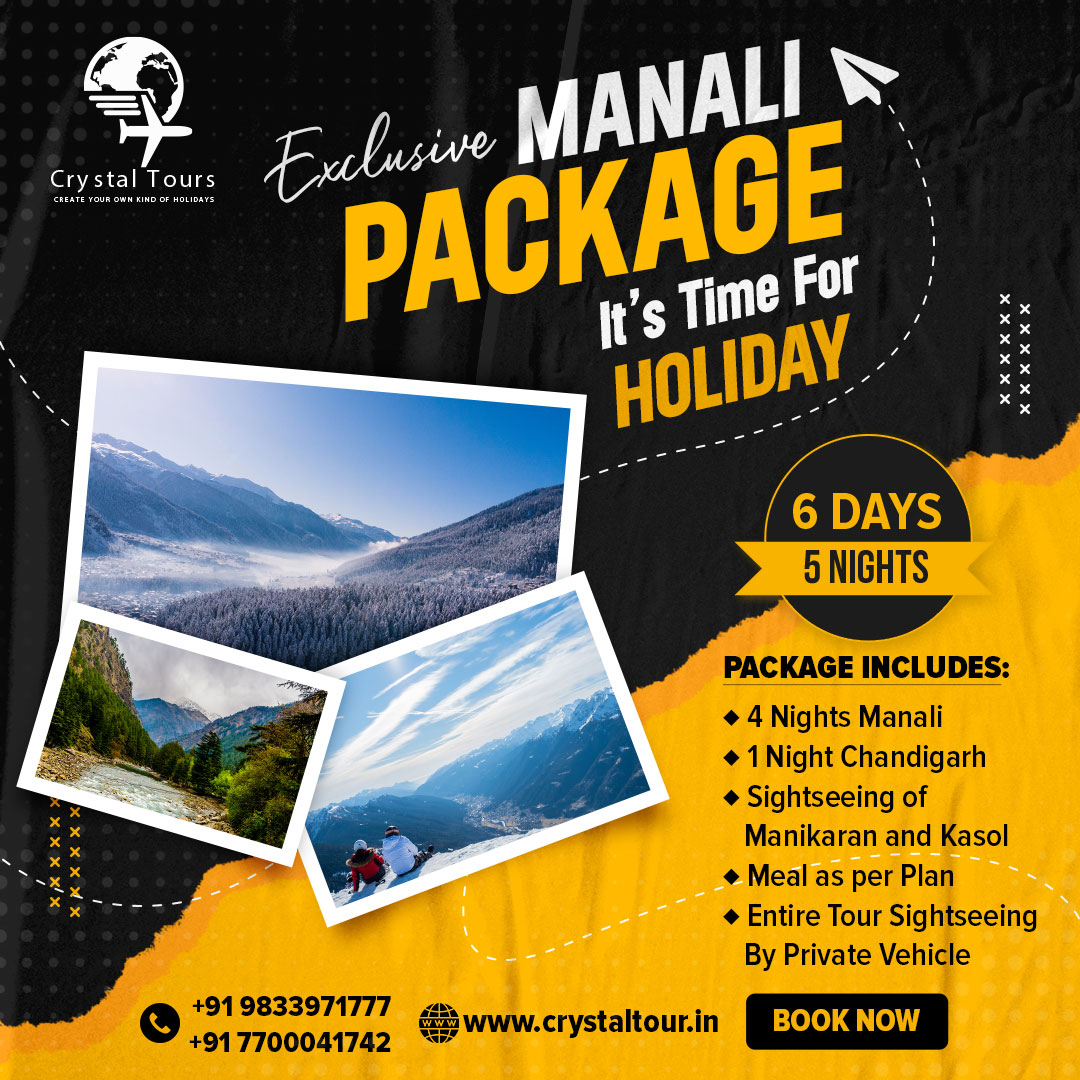 Crystal Tours
CREATE YOUR OWN KIND OF HOLIDAYS
Exclusive MANALI
PACKAGE
It's Time For
HOLIDAY
6 DAYS
5 NIGHTS
PACKAGE INCLUDES:
◆ 4 Nights Manali
◆ 1 Night Chandigarh
◆ Sightseeing of
Manikaran and Kasol
◆ Meal as per Plan
◆ Entire Tour Sightseeing
By Private Vehicle
+91 9833971777
+91 7700041742
WWW
www.crystaltour.in
BOOK NOW